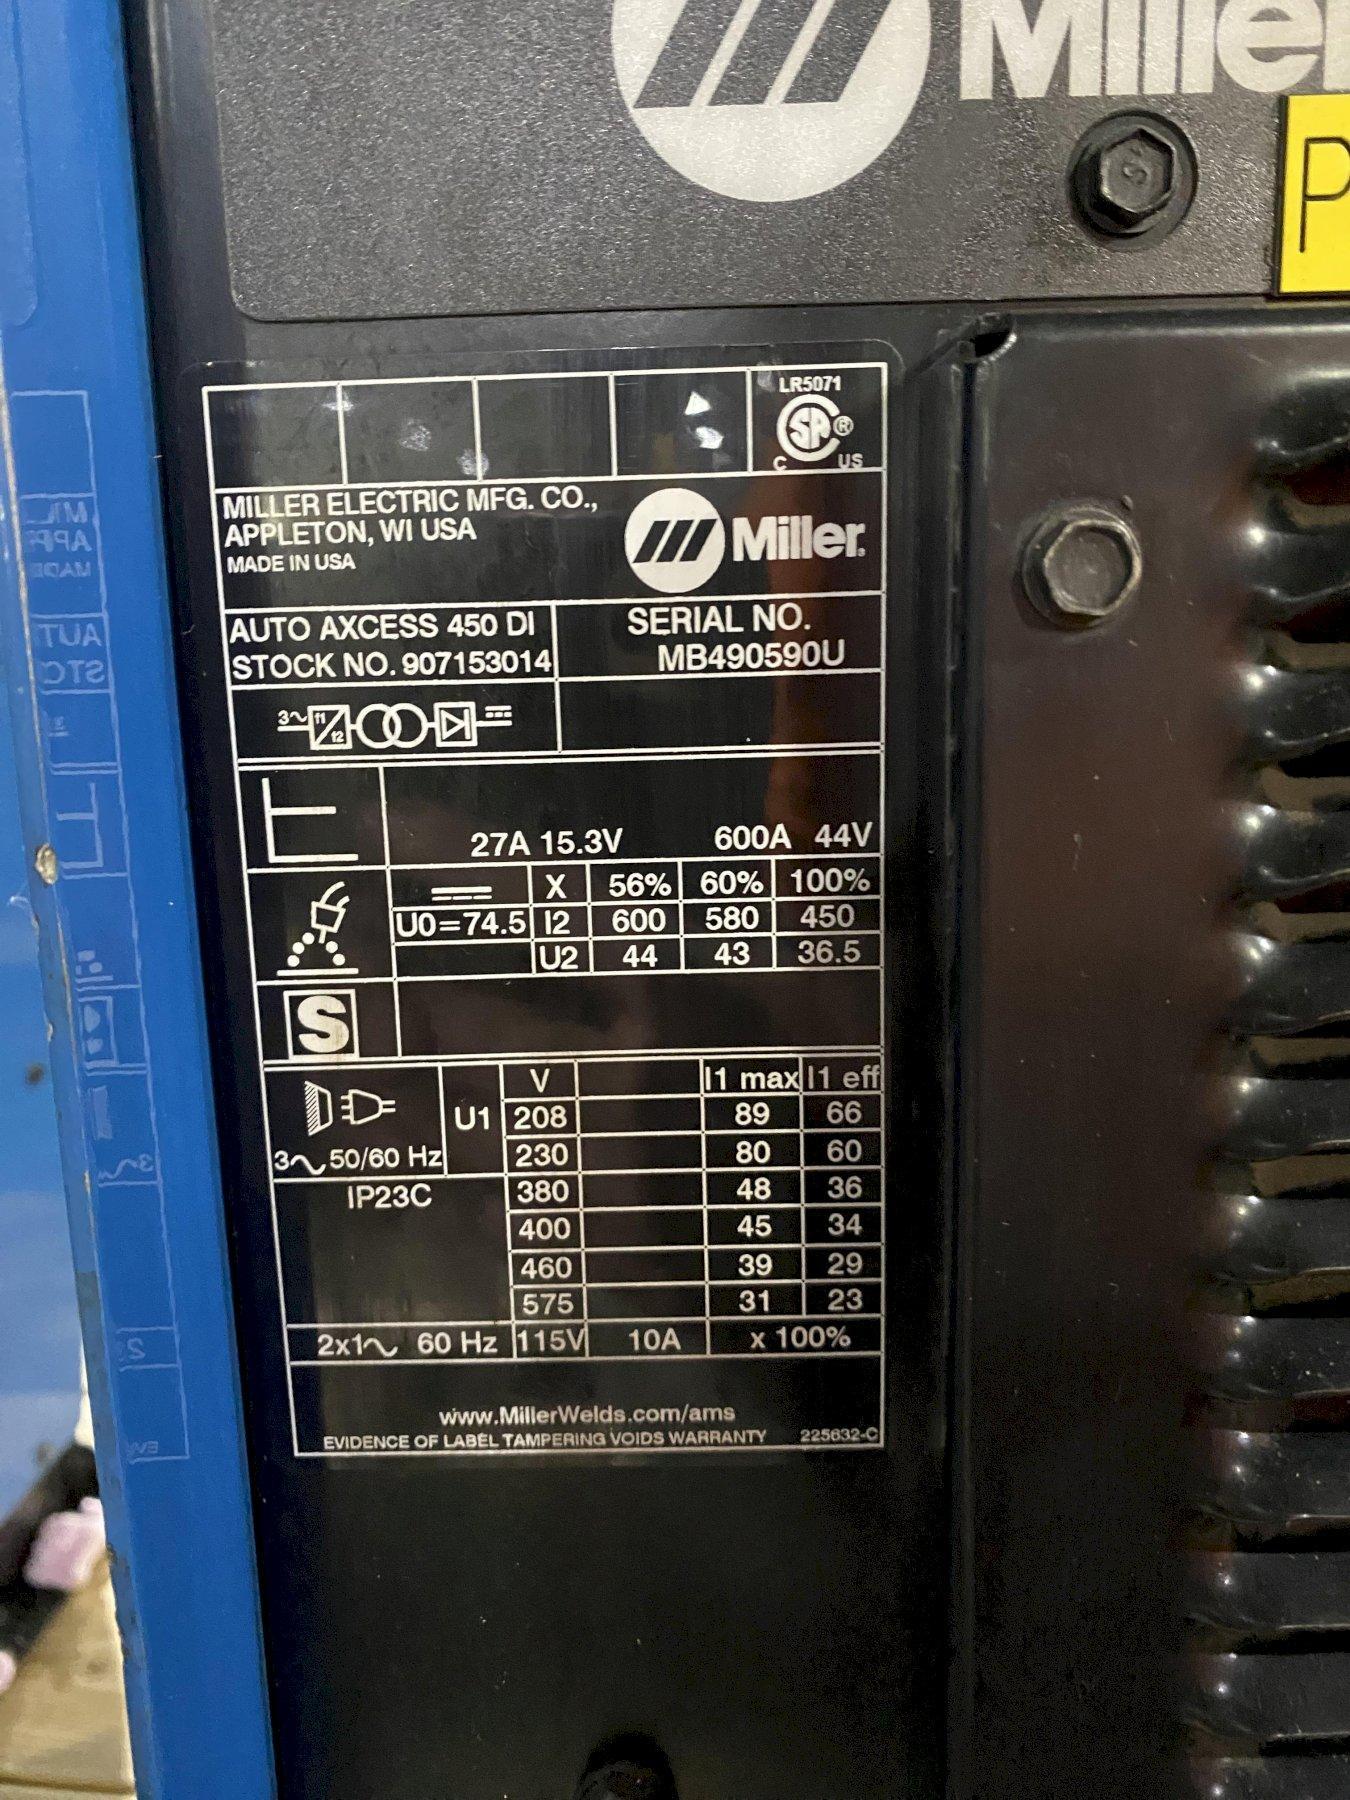 Miller
P
LR5071
SP ®
C US
MILLER ELECTRIC MFG. CO.,
APPLETON, WI USA
MADE IN USA
Miller.
AUTO AXCESS 450 DI
STOCK NO. 907153014
SERIAL NO.
MB490590U
3~ f1 f2
27A 15.3V 600A 44V
X 56% 60% 100%
U0=74.5 I2 600 580 450
U2 44 43 36.5
S
V I1 max I1 eff
U1 208 89 66
3~ 50/60 Hz 230 80 60
IP23C 380 48 36
400 45 34
460 39 29
575 31 23
2x1~ 60 Hz 115V 10A x 100%
www.MillerWelds.com/ams
EVIDENCE OF LABEL TAMPERING VOIDS WARRANTY 225632-C